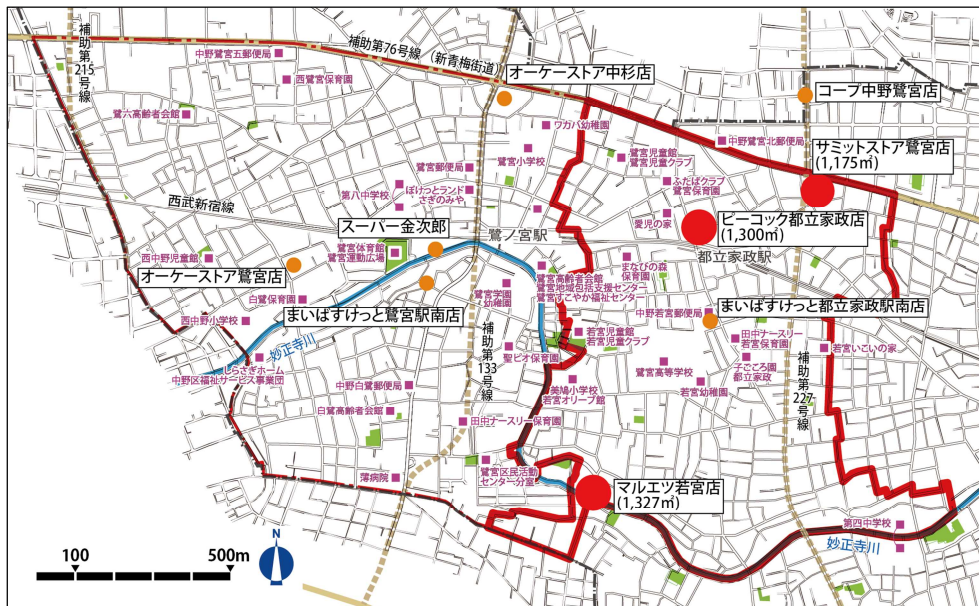 補助第
215
号線
中野鷺宮五郵便局
西鷺宮保育園
補助第76号線 (新青梅街道)
オーケーストア中杉店
コープ中野鷺宮店
鷺六高齢者会館
ワカバ幼稚園
中野鷺宮北郵便局
サミットストア鷺宮店
(1,175㎡)
鷺宮小学校
鷺宮児童館
鷺宮児童クラブ
鷺宮郵便局
ふたばクラブ
鷺宮保育園
第八中学校
ぽけっとランド
さぎのみや
西武新宿線
愛児の家
ピーコック都立家政店
(1,300㎡)
スーパー金次郎
鷺ノ宮駅
都立家政駅
鷺宮体育館
鷺宮運動広場
西中野児童館
まなびの森
保育園
オーケーストア鷺宮店
鷺宮高齢者会館
鷺宮地域包括支援センター
鷺宮すこやか福祉センター
鷺宮学園
幼稚園
白鷺保育園
まいばすけっと鷺宮駅南店
まいばすけっと都立家政駅南店
中野若宮郵便局
西中野小学校
若宮児童館
若宮児童クラブ
田中ナースリー
若宮保育園
若宮いこいの家
補助第
133
号線
聖ピオ保育園
妙正寺川
しらさぎホーム
中野区福祉サービス事業団
子ごころ園
都立家政
鷺宮高等学校
若宮幼稚園
中野白鷺郵便局
美鳩小学校
若宮オリーブ館
補助第
227
号線
白鷺高齢者会館
田中ナースリー保育園
薄病院
鷺宮区民活動
センター分室
マルエツ若宮店
(1,327㎡)
第四中学校
妙正寺川
100
500m
N